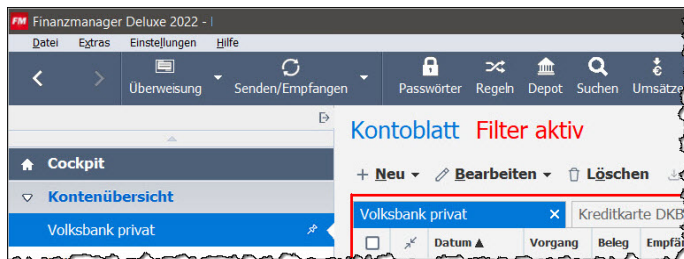 FM Finanzmanager Deluxe 2022 -
Datei Extras Einstellungen Hilfe
Überweisung Senden/Empfangen Passwörter Regeln Depot Suchen Umsätze
Kontoblatt Filter aktiv
Cockpit
+ Neu Bearbeiten Löschen
Kontenübersicht
Volksbank privat × Kreditkarte DKB
Volksbank privat
Datum ▲ Vorgang Beleg Empfä